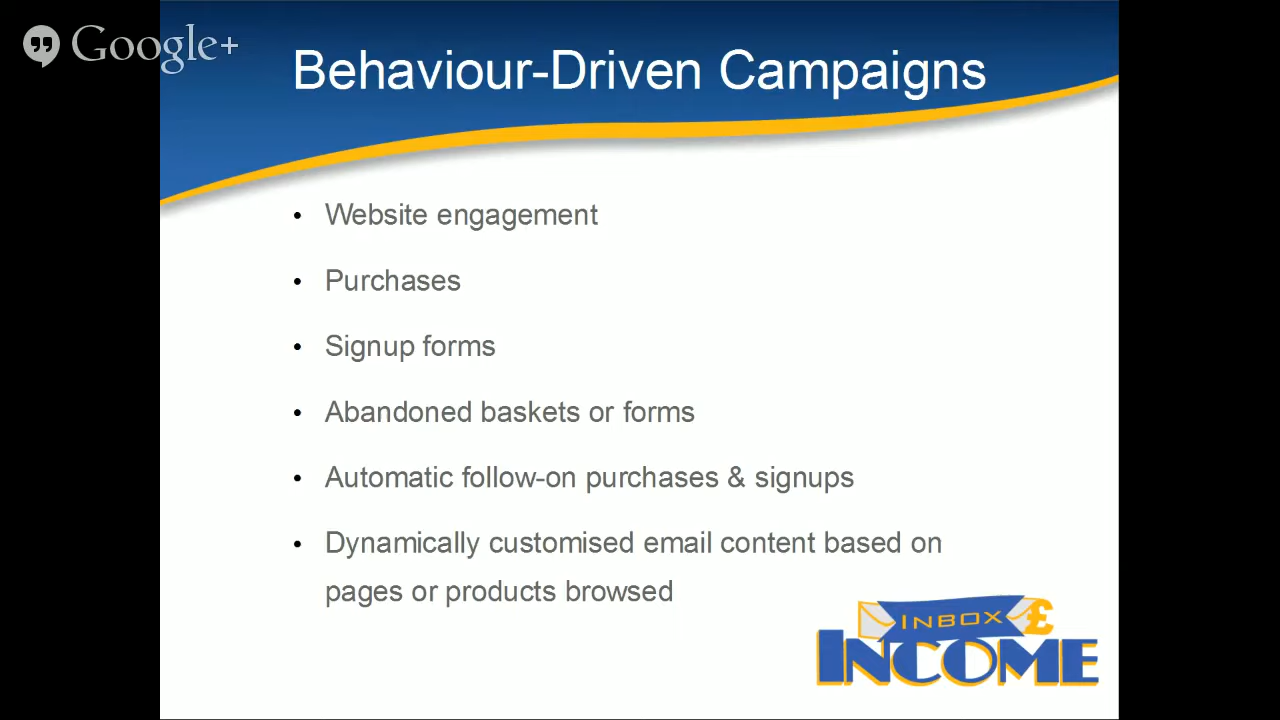 Google+
Behaviour-Driven Campaigns
• Website engagement
• Purchases
• Signup forms
• Abandoned baskets or forms
• Automatic follow-on purchases & signups
• Dynamically customised email content based on
pages or products browsed
INBOX £
INCOME